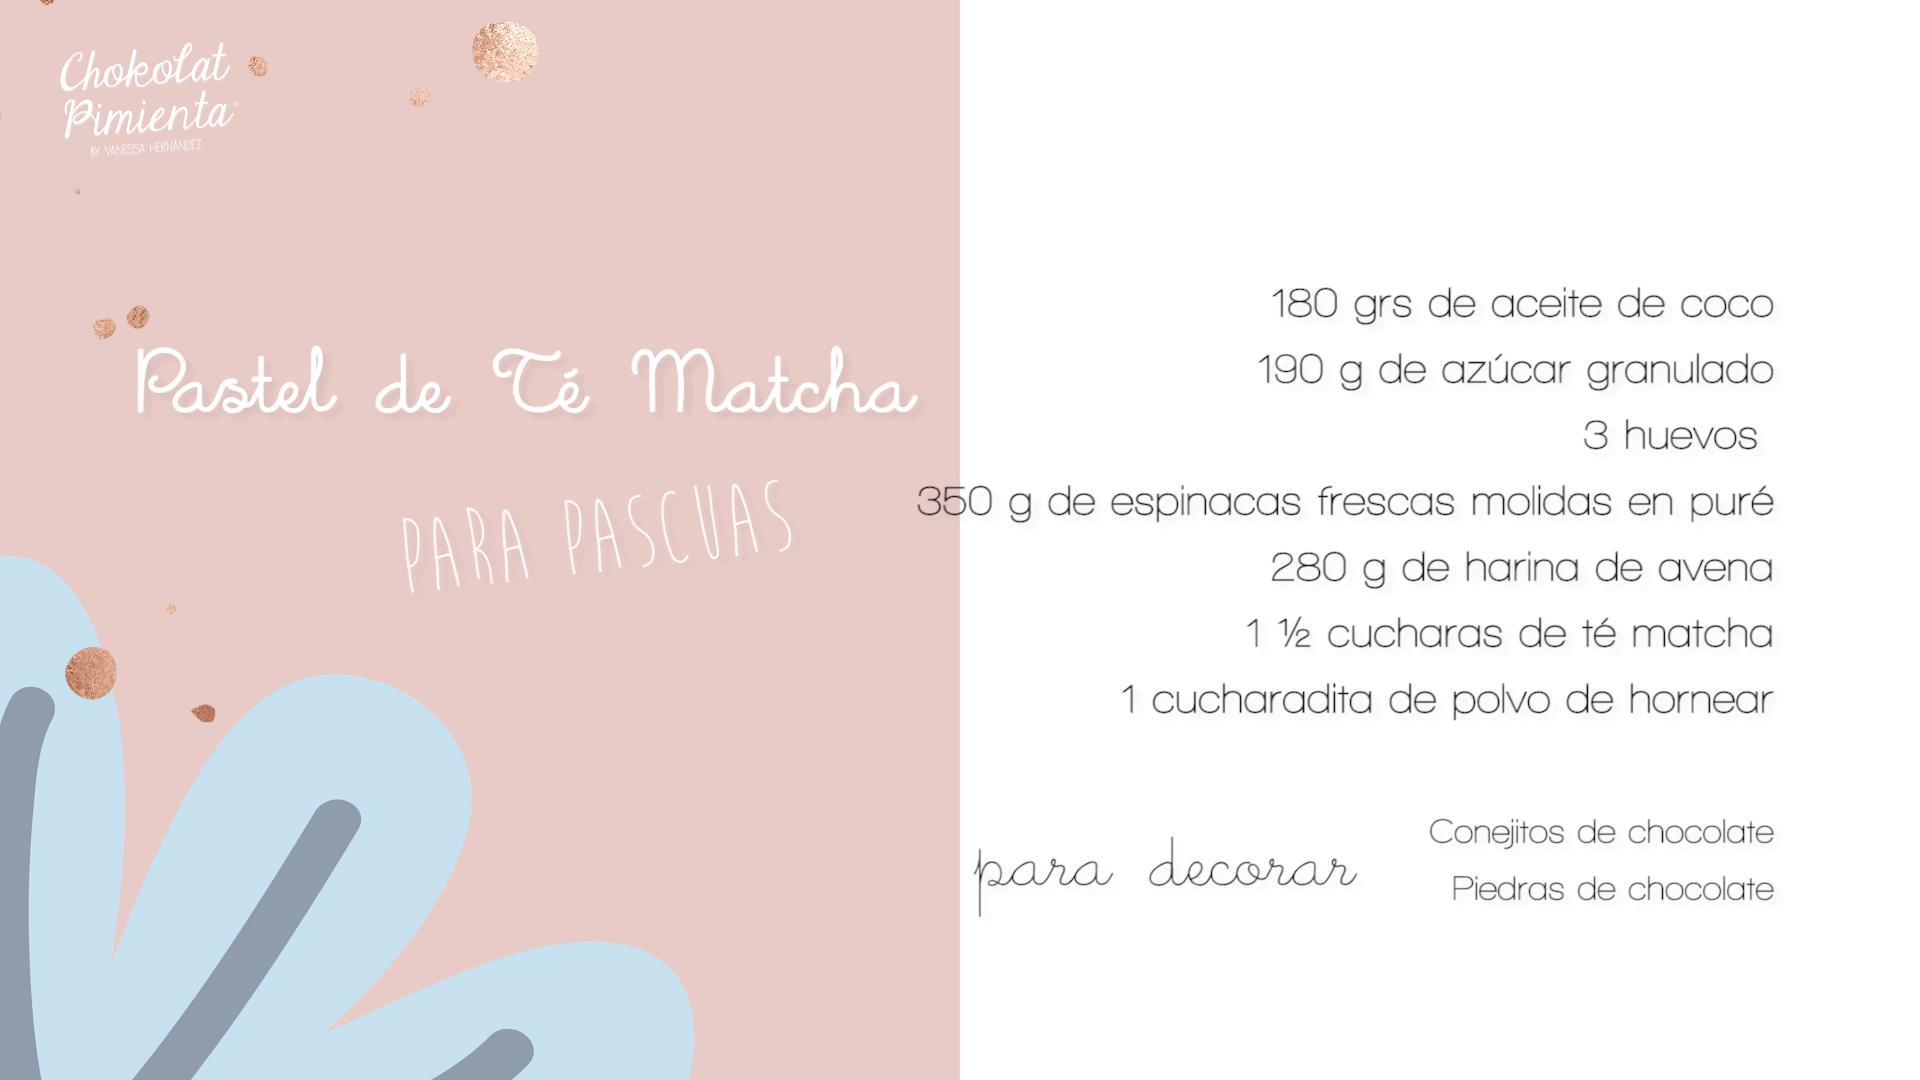 Chokolat
Pimienta
BY VANESSA HERNÁNDEZ
Pastel de Té Matcha
PARA PASCUAS
180 grs de aceite de coco
190 g de azúcar granulado
3 huevos
350 g de espinacas frescas molidas en puré
280 g de harina de avena
1 ½ cucharas de té matcha
1 cucharadita de polvo de hornear
para decorar
Conejitos de chocolate
Piedras de chocolate